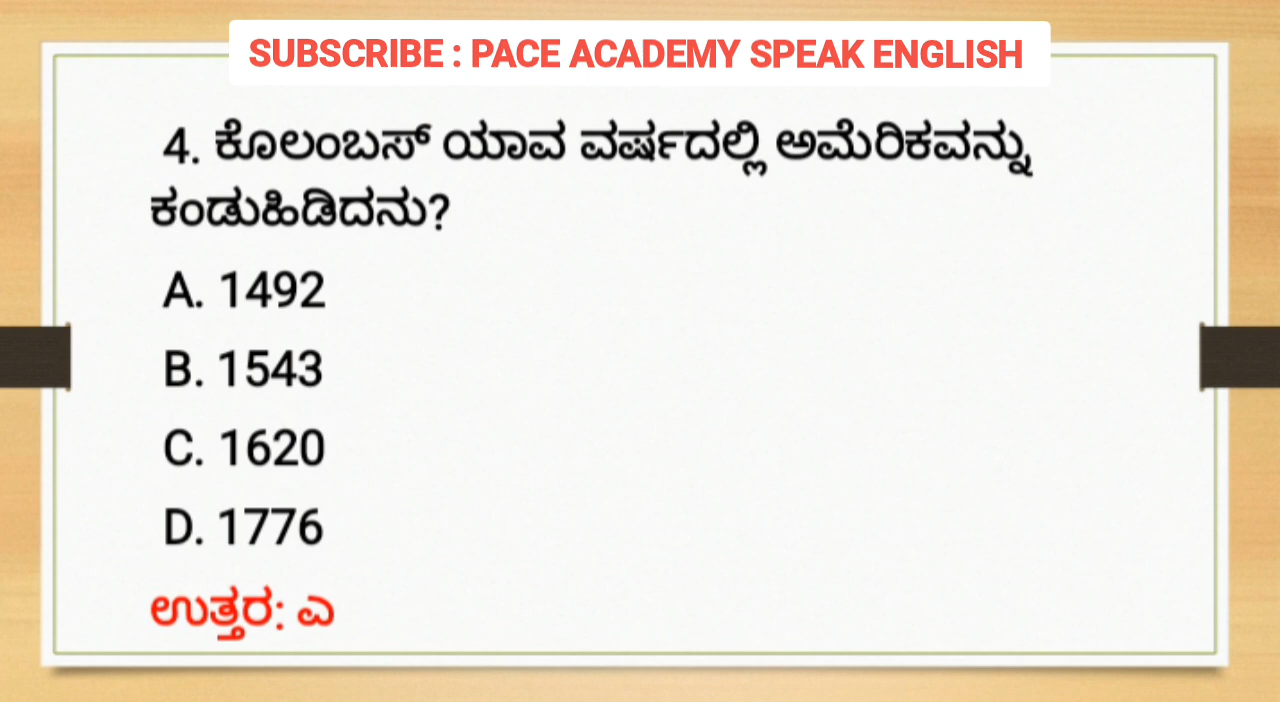 SUBSCRIBE : PACE ACADEMY SPEAK ENGLISH
4. ಕೊಲಂಬಸ್ ಯಾವ ವರ್ಷದಲ್ಲಿ ಅಮೆರಿಕವನ್ನು
ಕಂಡುಹಿಡಿದನು?
A. 1492
B. 1543
C. 1620
D. 1776
ಉತ್ತರ: ಎ